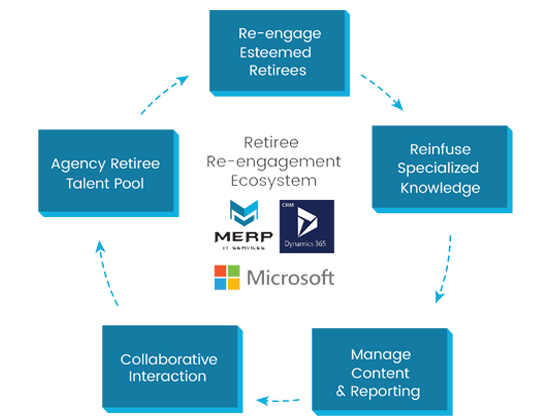 Re-engage
Esteemed
Retirees
Reinfuse
Specialized
Knowledge
Manage
Content
& Reporting
Collaborative
Interaction
Agency Retiree
Talent Pool
Retiree
Re-engagement
Ecosystem
MERP
IT SERVICES
CRM
Dynamics 365
Microsoft